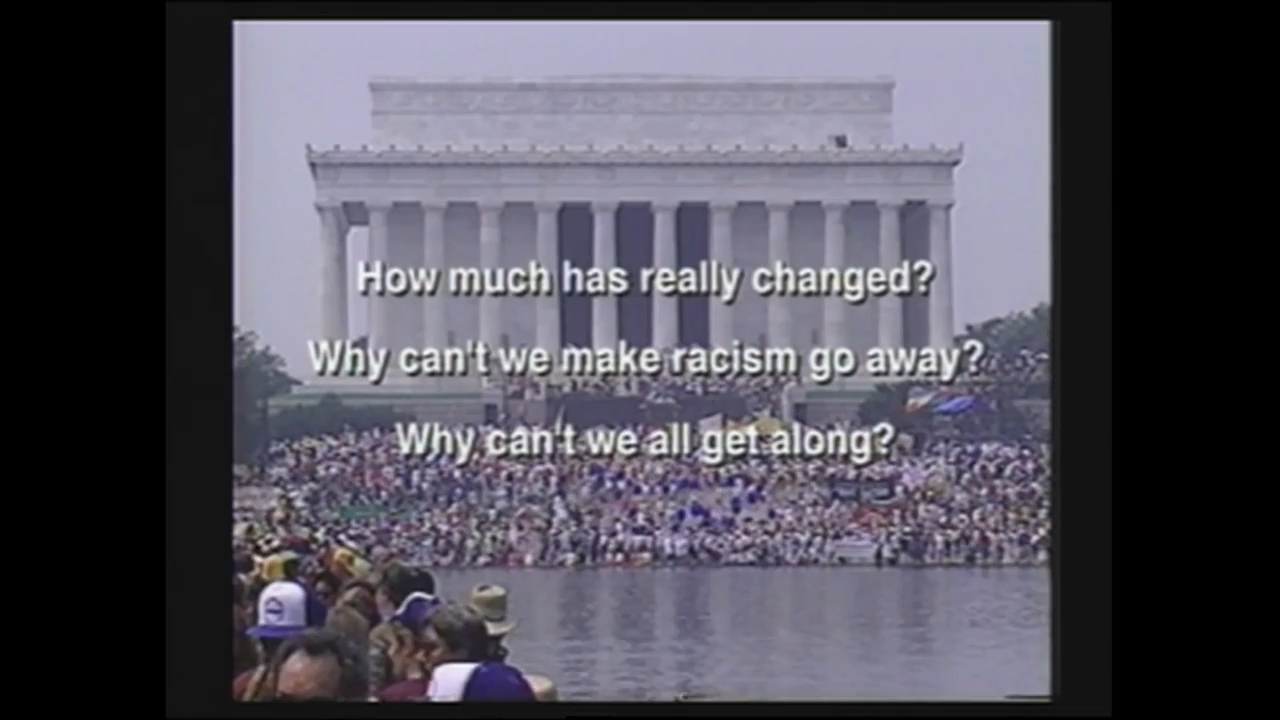 How much has really changed?
Why can't we make racism go away?
Why can't we all get along?